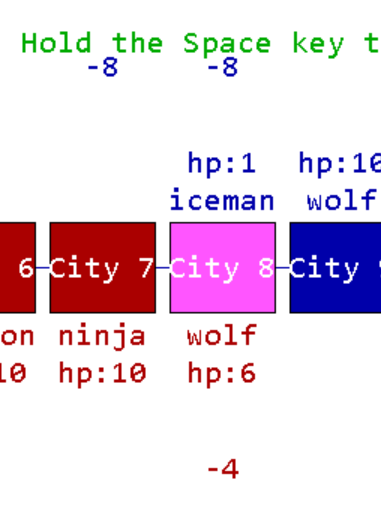 Hold the Space key t
-8 -8
hp:1 hp:10
iceman wolf
6 City 7 City 8 City
on ninja wolf
10 hp:10 hp:6
-4